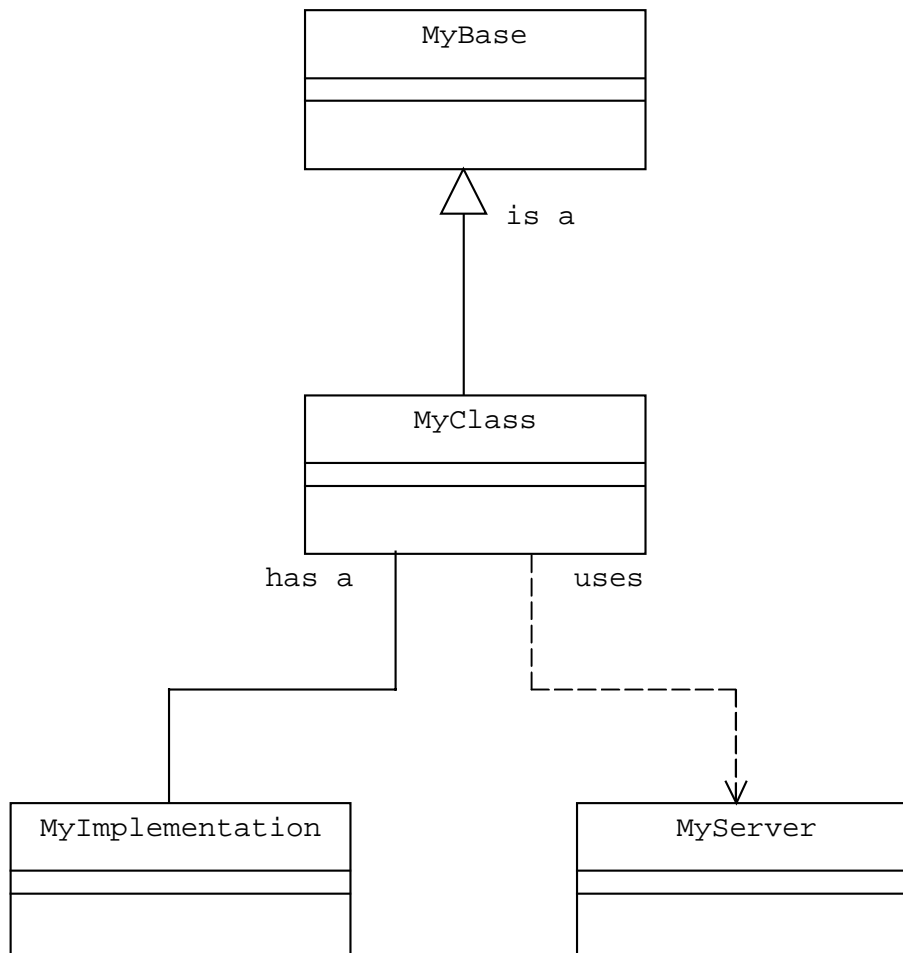 MyBase
is a
MyClass
has a
uses
MyImplementation
MyServer